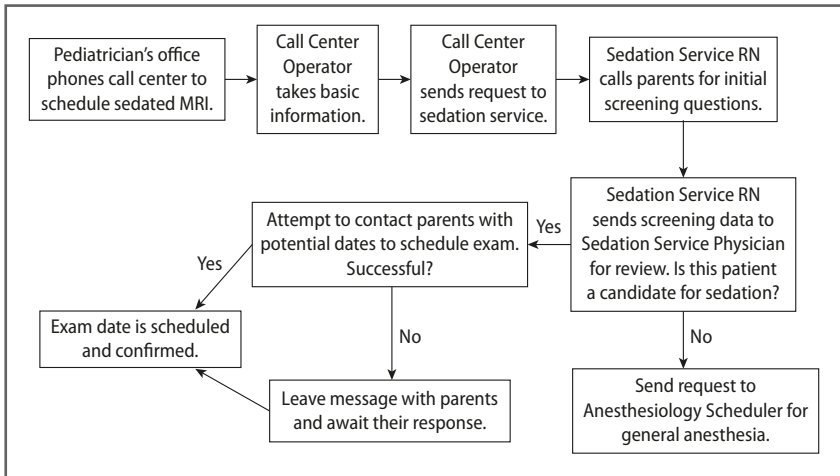 Pediatrician's office
phones call center to
schedule sedated MRI.
Call Center
Operator
takes basic
information.
Call Center
Operator
sends request to
sedation service.
Sedation Service RN
calls parents for initial
screening questions.
Sedation Service RN
sends screening data to
Sedation Service Physician
for review. Is this patient
a candidate for sedation?
Yes
Attempt to contact parents with
potential dates to schedule exam.
Successful?
Yes
Exam date is scheduled
and confirmed.
No
Leave message with parents
and await their response.
No
Send request to
Anesthesiology Scheduler for
general anesthesia.